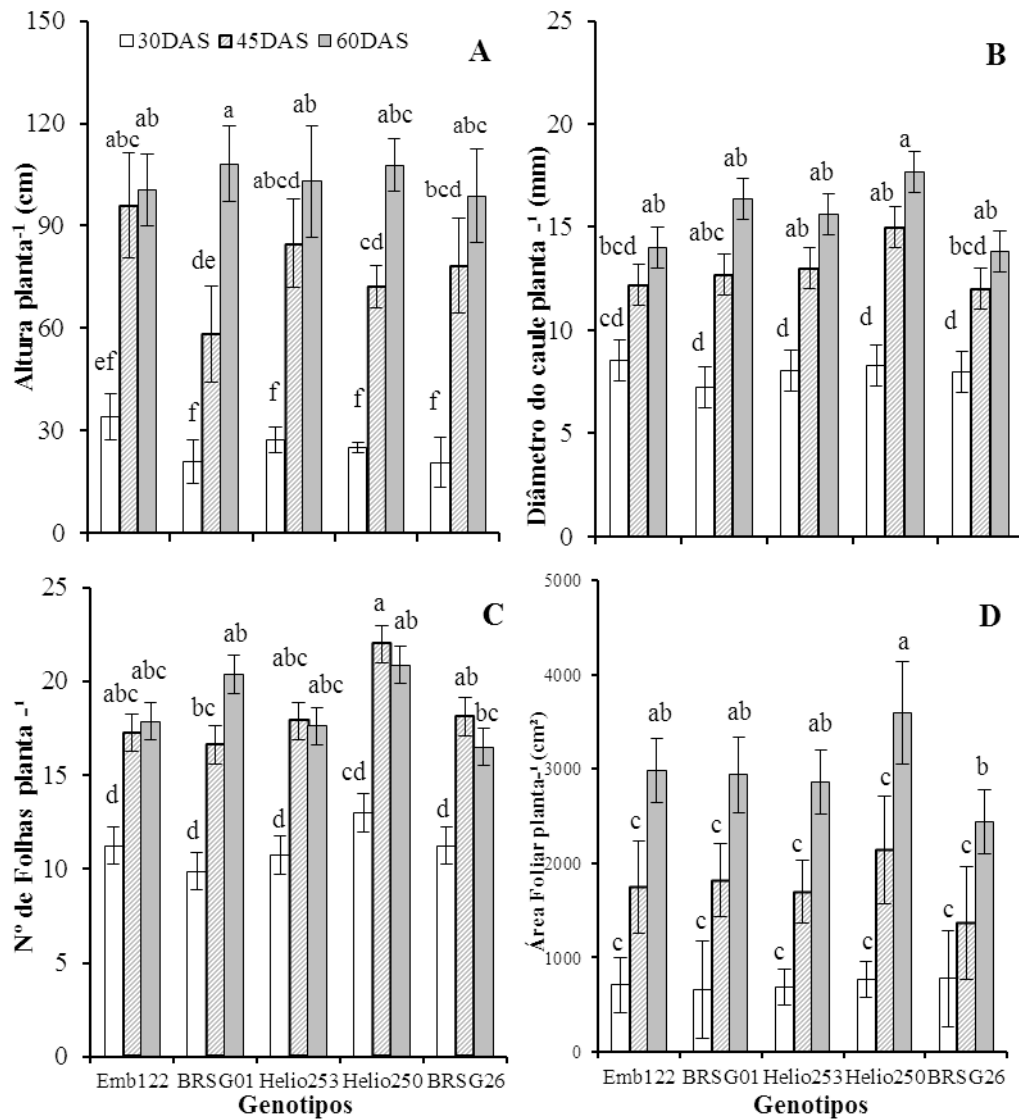 150
120
90
60
30
0
Altura planta⁻¹ (cm)
30DAS 45DAS 60DAS
A
ef abc ab
f de a
f abcd ab
f cd abc
f bcd abc
25
20
15
10
5
0
Diâmetro do caule planta -¹ (mm)
B
cd bcd ab
d abc ab
d ab ab
d ab a
d bcd ab
25
20
15
10
5
0
Nº de Folhas planta -¹
C
d abc abc
d bc ab
d abc abc
cd a ab
d ab bc
Emb122 BRSG01 Helio253 Helio250 BRSG26
Genotipos
5000
4000
3000
2000
1000
0
Área Foliar planta-¹ (cm²)
D
c c ab
c c ab
c c ab
c c a
c c b
Emb122 BRSG01 Helio253 Helio250 BRSG26
Genotipos